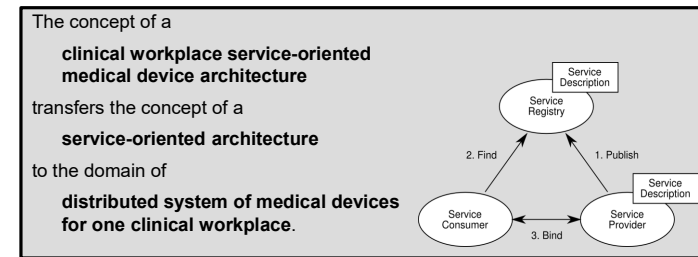 The concept of a
clinical workplace service-oriented
medical device architecture
transfers the concept of a
service-oriented architecture
to the domain of
distributed system of medical devices
for one clinical workplace.
Service
Description
Service
Registry
2. Find
1. Publish
Service
Description
Service
Consumer
Service
Provider
3. Bind